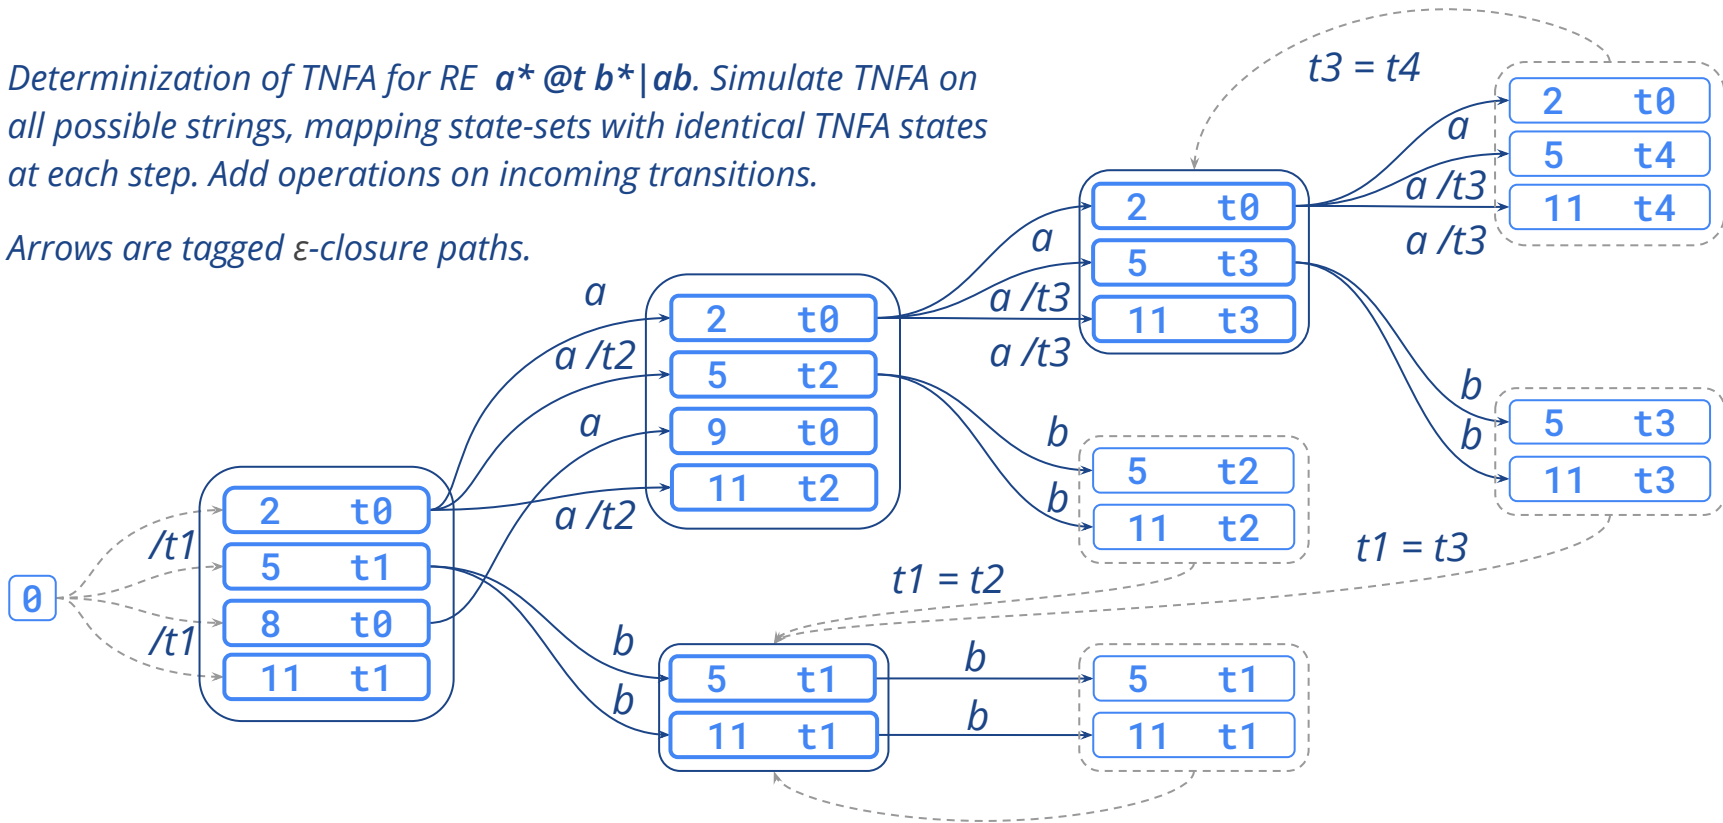 Determinization of TNFA for RE a* @t b*|ab. Simulate TNFA on
all possible strings, mapping state-sets with identical TNFA states
at each step. Add operations on incoming transitions.
Arrows are tagged ε-closure paths.
0
/t1
/t1
2 t0
5 t1
8 t0
11 t1
a
a /t2
a
a /t2
b
b
2 t0
5 t2
9 t0
11 t2
a
a /t3
a /t3
b
b
2 t0
5 t3
11 t3
t3 = t4
a
a /t3
a /t3
2 t0
5 t4
11 t4
b
b
5 t3
11 t3
5 t2
11 t2
t1 = t2
t1 = t3
5 t1
11 t1
b
b
5 t1
11 t1